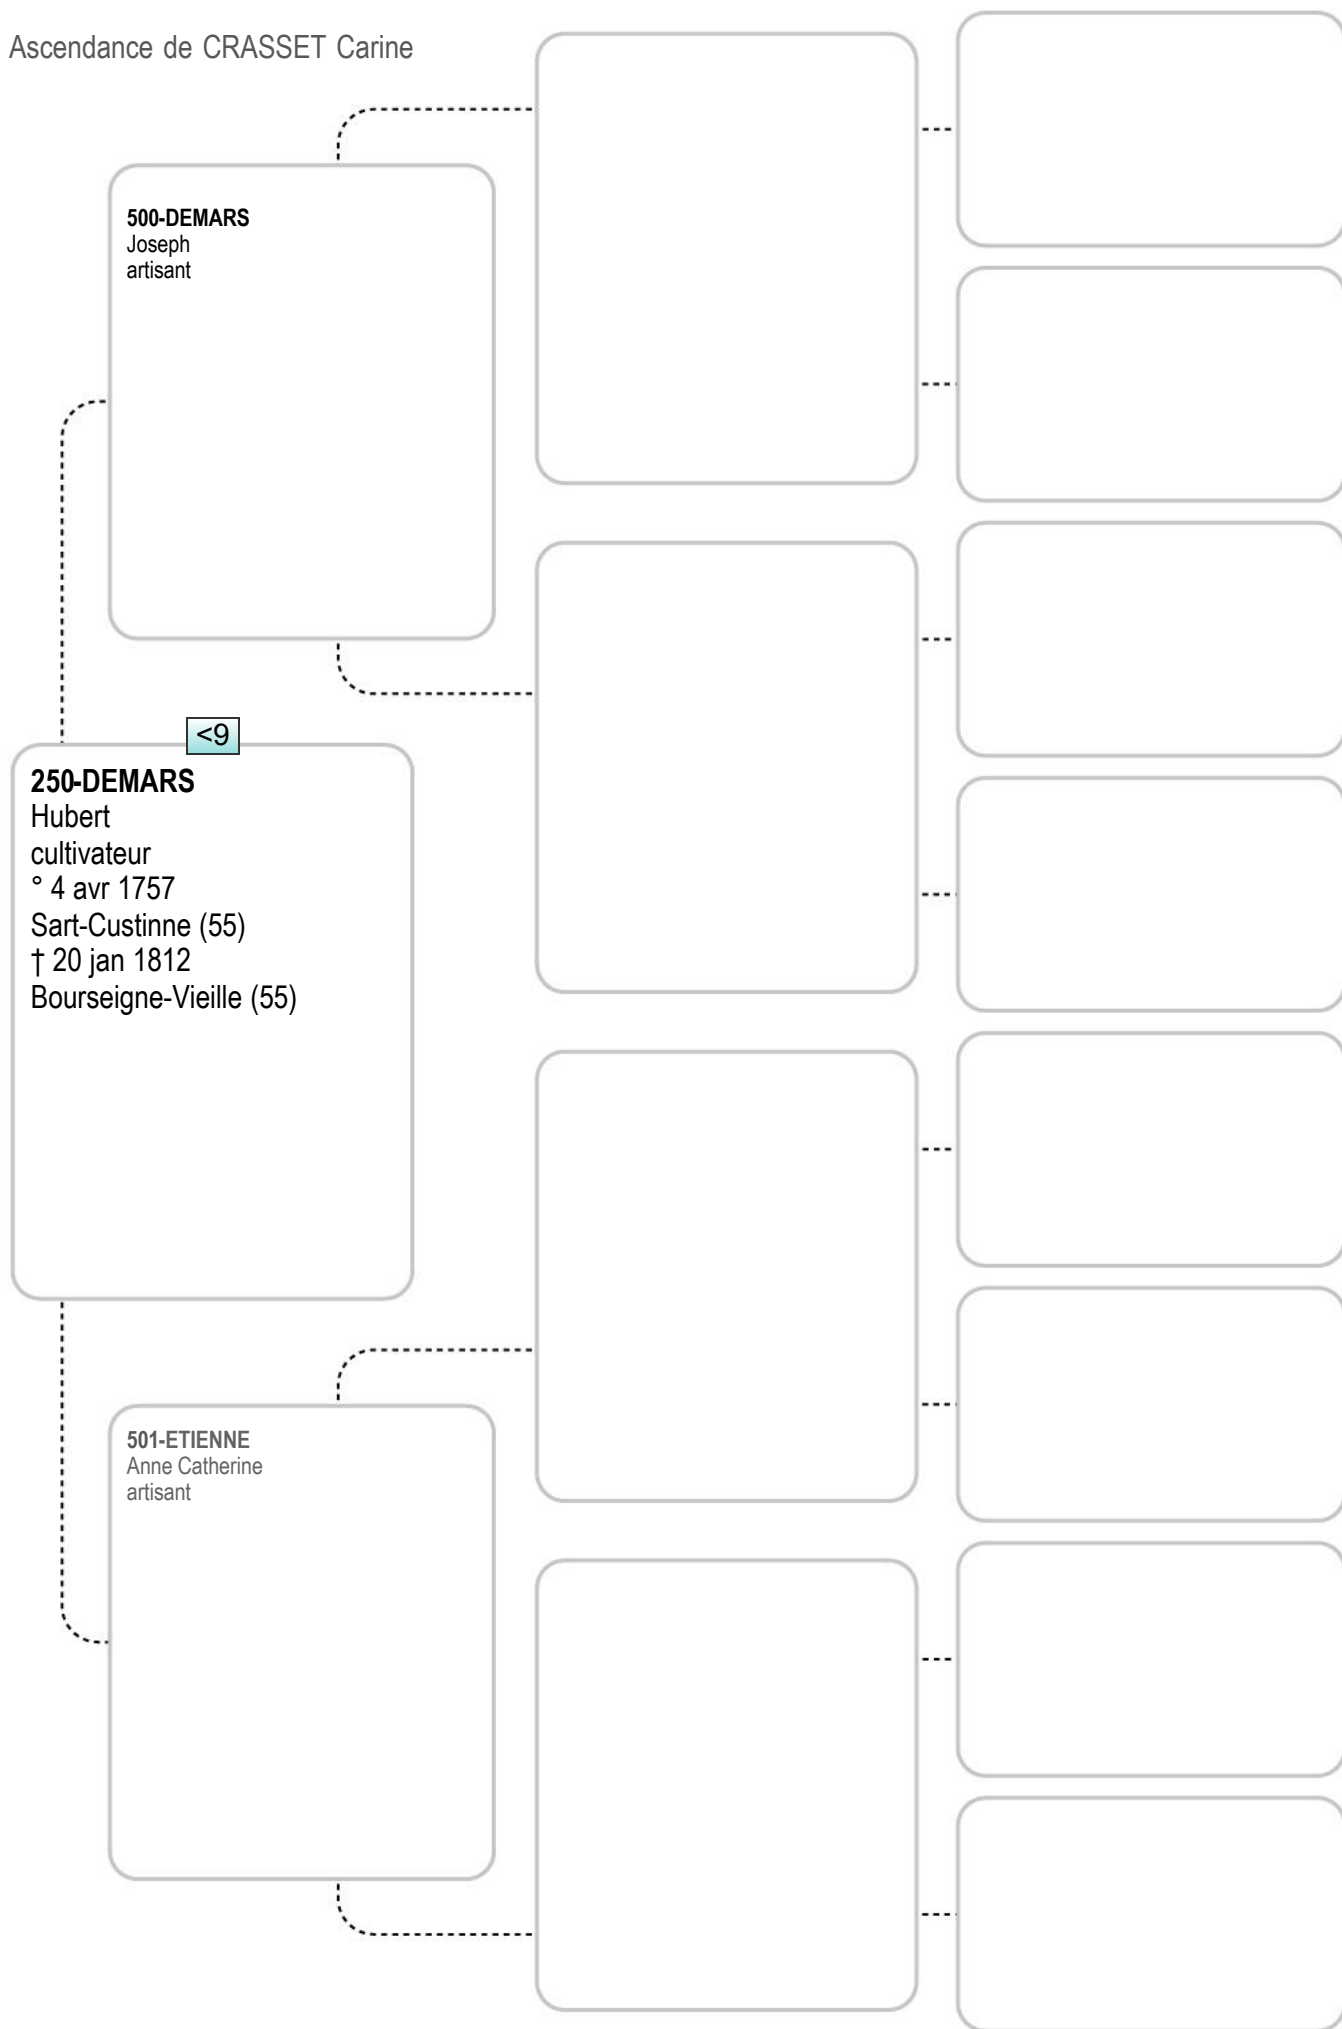 Ascendance de CRASSET Carine
500-DEMARS
Joseph
artisant
<9
250-DEMARS
Hubert
cultivateur
° 4 avr 1757
Sart-Custinne (55)
† 20 jan 1812
Bourseigne-Vieille (55)
501-ETIENNE
Anne Catherine
artisant